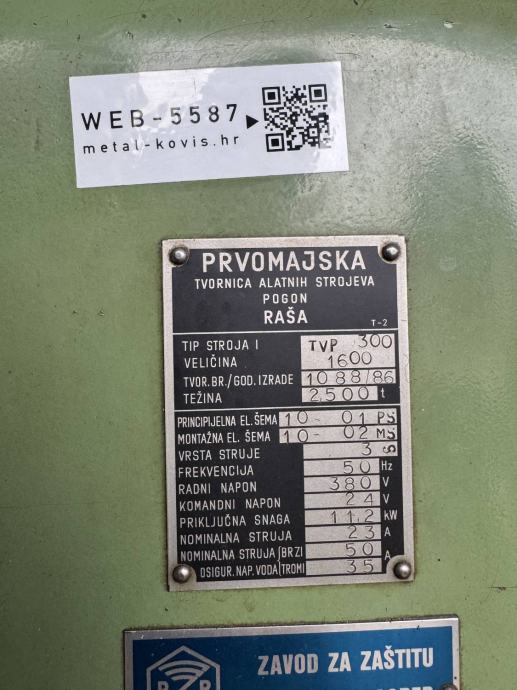 WEB-5587
metal-kovis.hr
PRVOMAJSKA
TVORNICA ALATNIH STROJEVA
POGON
RAŠA
T-2
TIP STROJA I TVP 300
VELIČINA 1600
TVOR.BR./GOD.IZRADE 1088/86
TEŽINA 2,500 t
PRINCIPIJELNA EL.ŠEMA 10-01 PS
MONTAŽNA EL. ŠEMA 10-02 MS
VRSTA STRUJE 3
FREKVENCIJA 50 Hz
RADNI NAPON 380 V
KOMANDNI NAPON 24 V
PRIKLJUČNA SNAGA 11,2 kW
NOMINALNA STRUJA 23 A
NOMINALNA STRUJA/BRZI 50 A
OSIGUR. NAP. VODA/TROMI 35
ZAVOD ZA ZAŠTITU